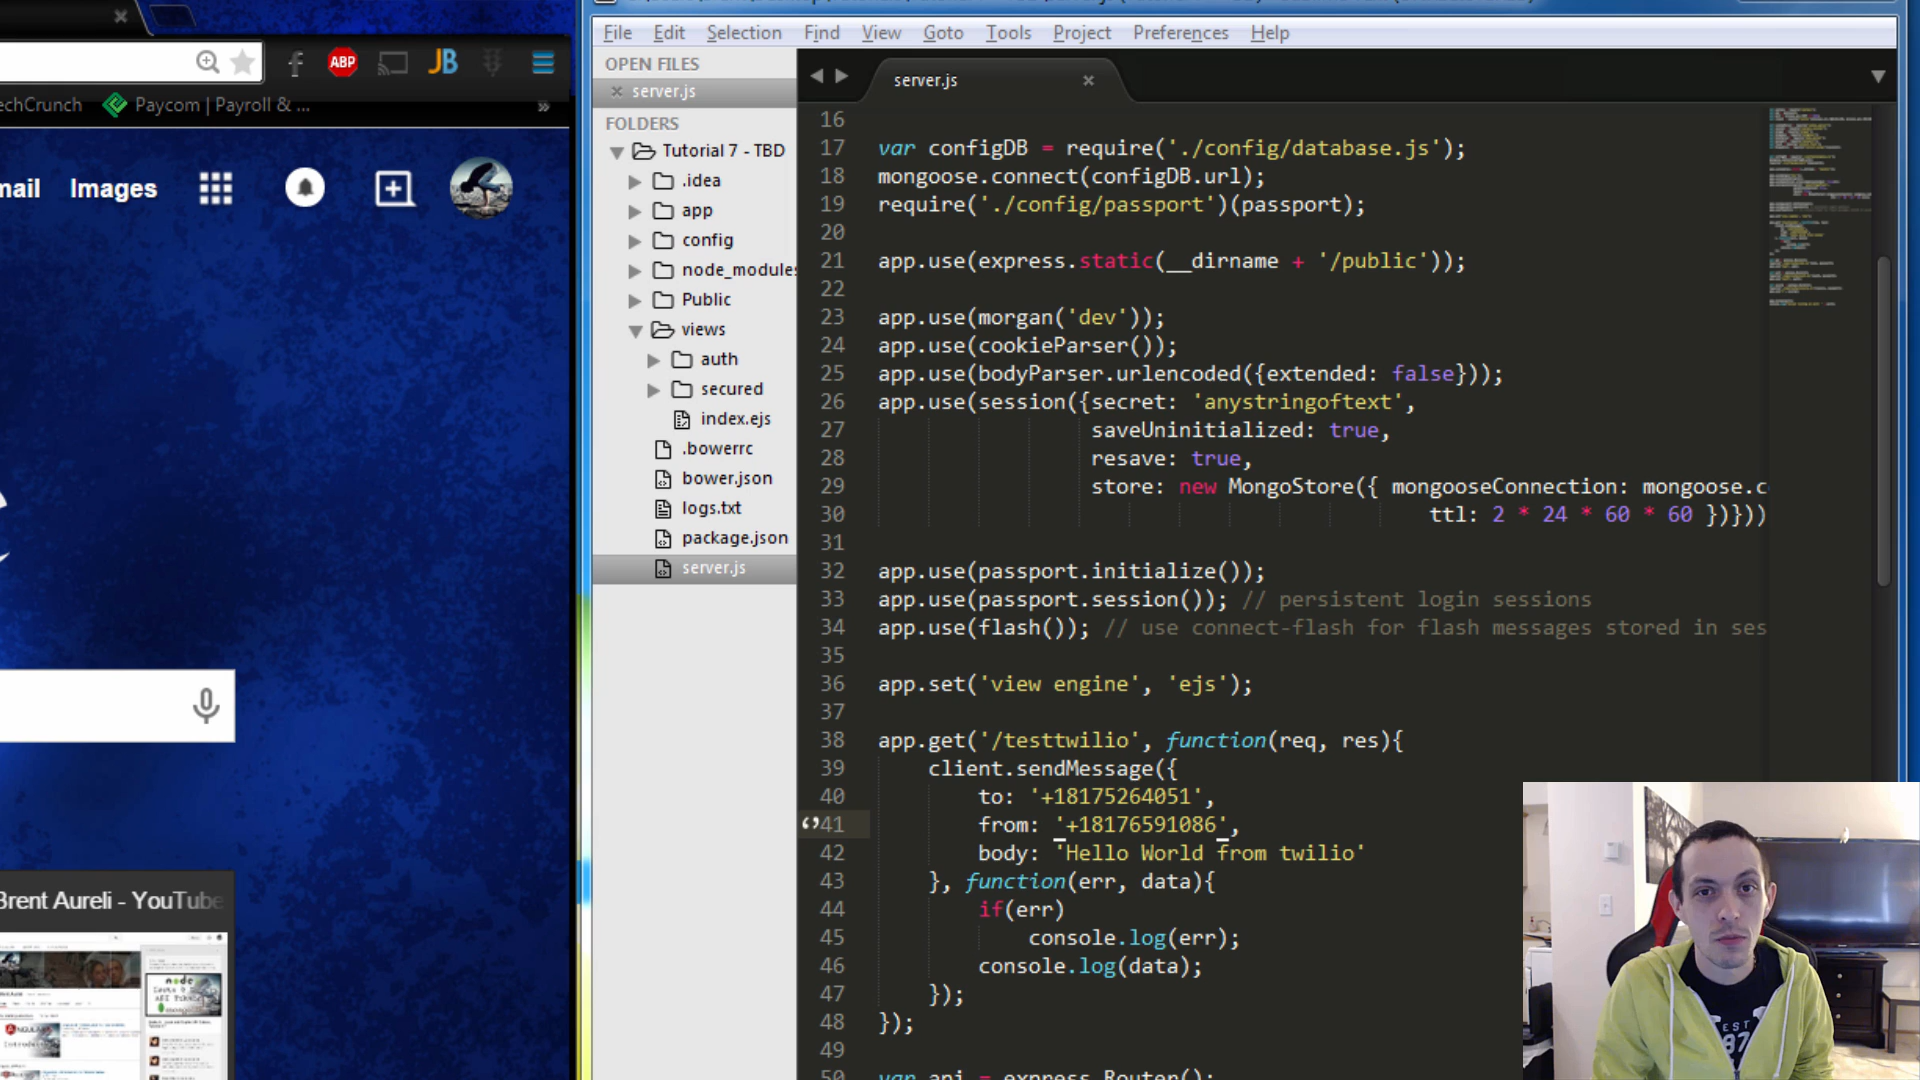 ABP
JB
echCrunch
Paycom | Payroll & ...
»
mail
Images
Brent Aureli - YouTube
File Edit Selection Find View Goto Tools Project Preferences Help
OPEN FILES
server.js
FOLDERS
Tutorial 7 - TBD
.idea
app
config
node_modules
Public
views
auth
secured
index.ejs
.bowerrc
bower.json
logs.txt
package.json
server.js
server.js
16
17 var configDB = require('./config/database.js');
18 mongoose.connect(configDB.url);
19 require('./config/passport')(passport);
20
21 app.use(express.static(__dirname + '/public'));
22
23 app.use(morgan('dev'));
24 app.use(cookieParser());
25 app.use(bodyParser.urlencoded({extended: false}));
26 app.use(session({secret: 'anystringoftext',
27 saveUninitialized: true,
28 resave: true,
29 store: new MongoStore({ mongooseConnection: mongoose.c
30 ttl: 2 * 24 * 60 * 60 })}))
31
32 app.use(passport.initialize());
33 app.use(passport.session()); // persistent login sessions
34 app.use(flash()); // use connect-flash for flash messages stored in ses
35
36 app.set('view engine', 'ejs');
37
38 app.get('/testtwilio', function(req, res){
39 client.sendMessage({
40 to: '+18175264051',
41 from: '+18176591086',
42 body: 'Hello World from twilio'
43 }, function(err, data){
44 if(err)
45 console.log(err);
46 console.log(data);
47 });
48 });
49
50 var api = express.Router();